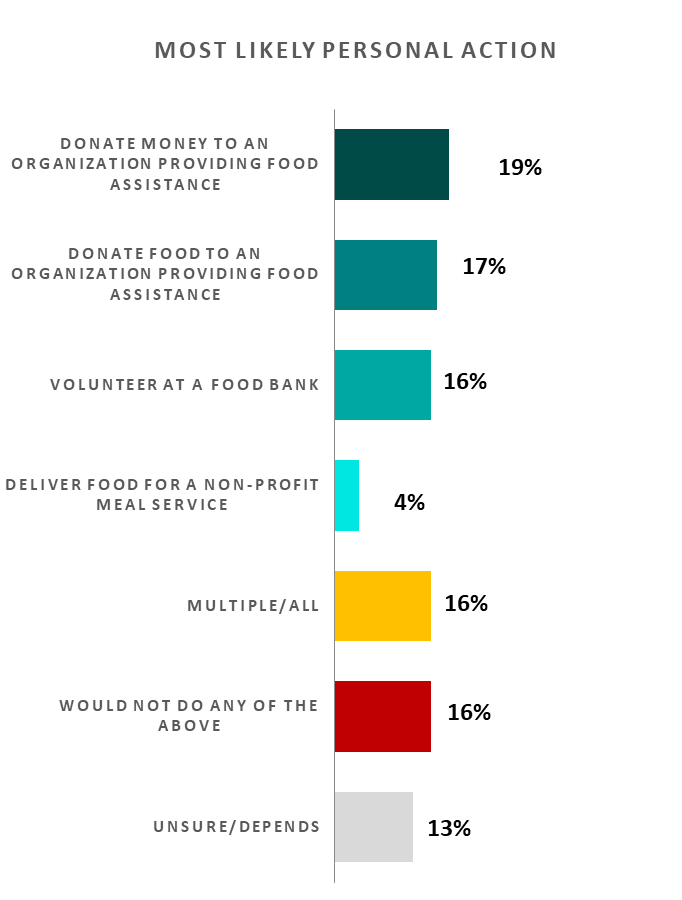 MOST LIKELY PERSONAL ACTION
DONATE MONEY TO AN
ORGANIZATION PROVIDING FOOD
ASSISTANCE
19%
DONATE FOOD TO AN
ORGANIZATION PROVIDING FOOD
ASSISTANCE
17%
VOLUNTEER AT A FOOD BANK
16%
DELIVER FOOD FOR A NON-PROFIT
MEAL SERVICE
4%
MULTIPLE/ALL
16%
WOULD NOT DO ANY OF THE
ABOVE
16%
UNSURE/DEPENDS
13%